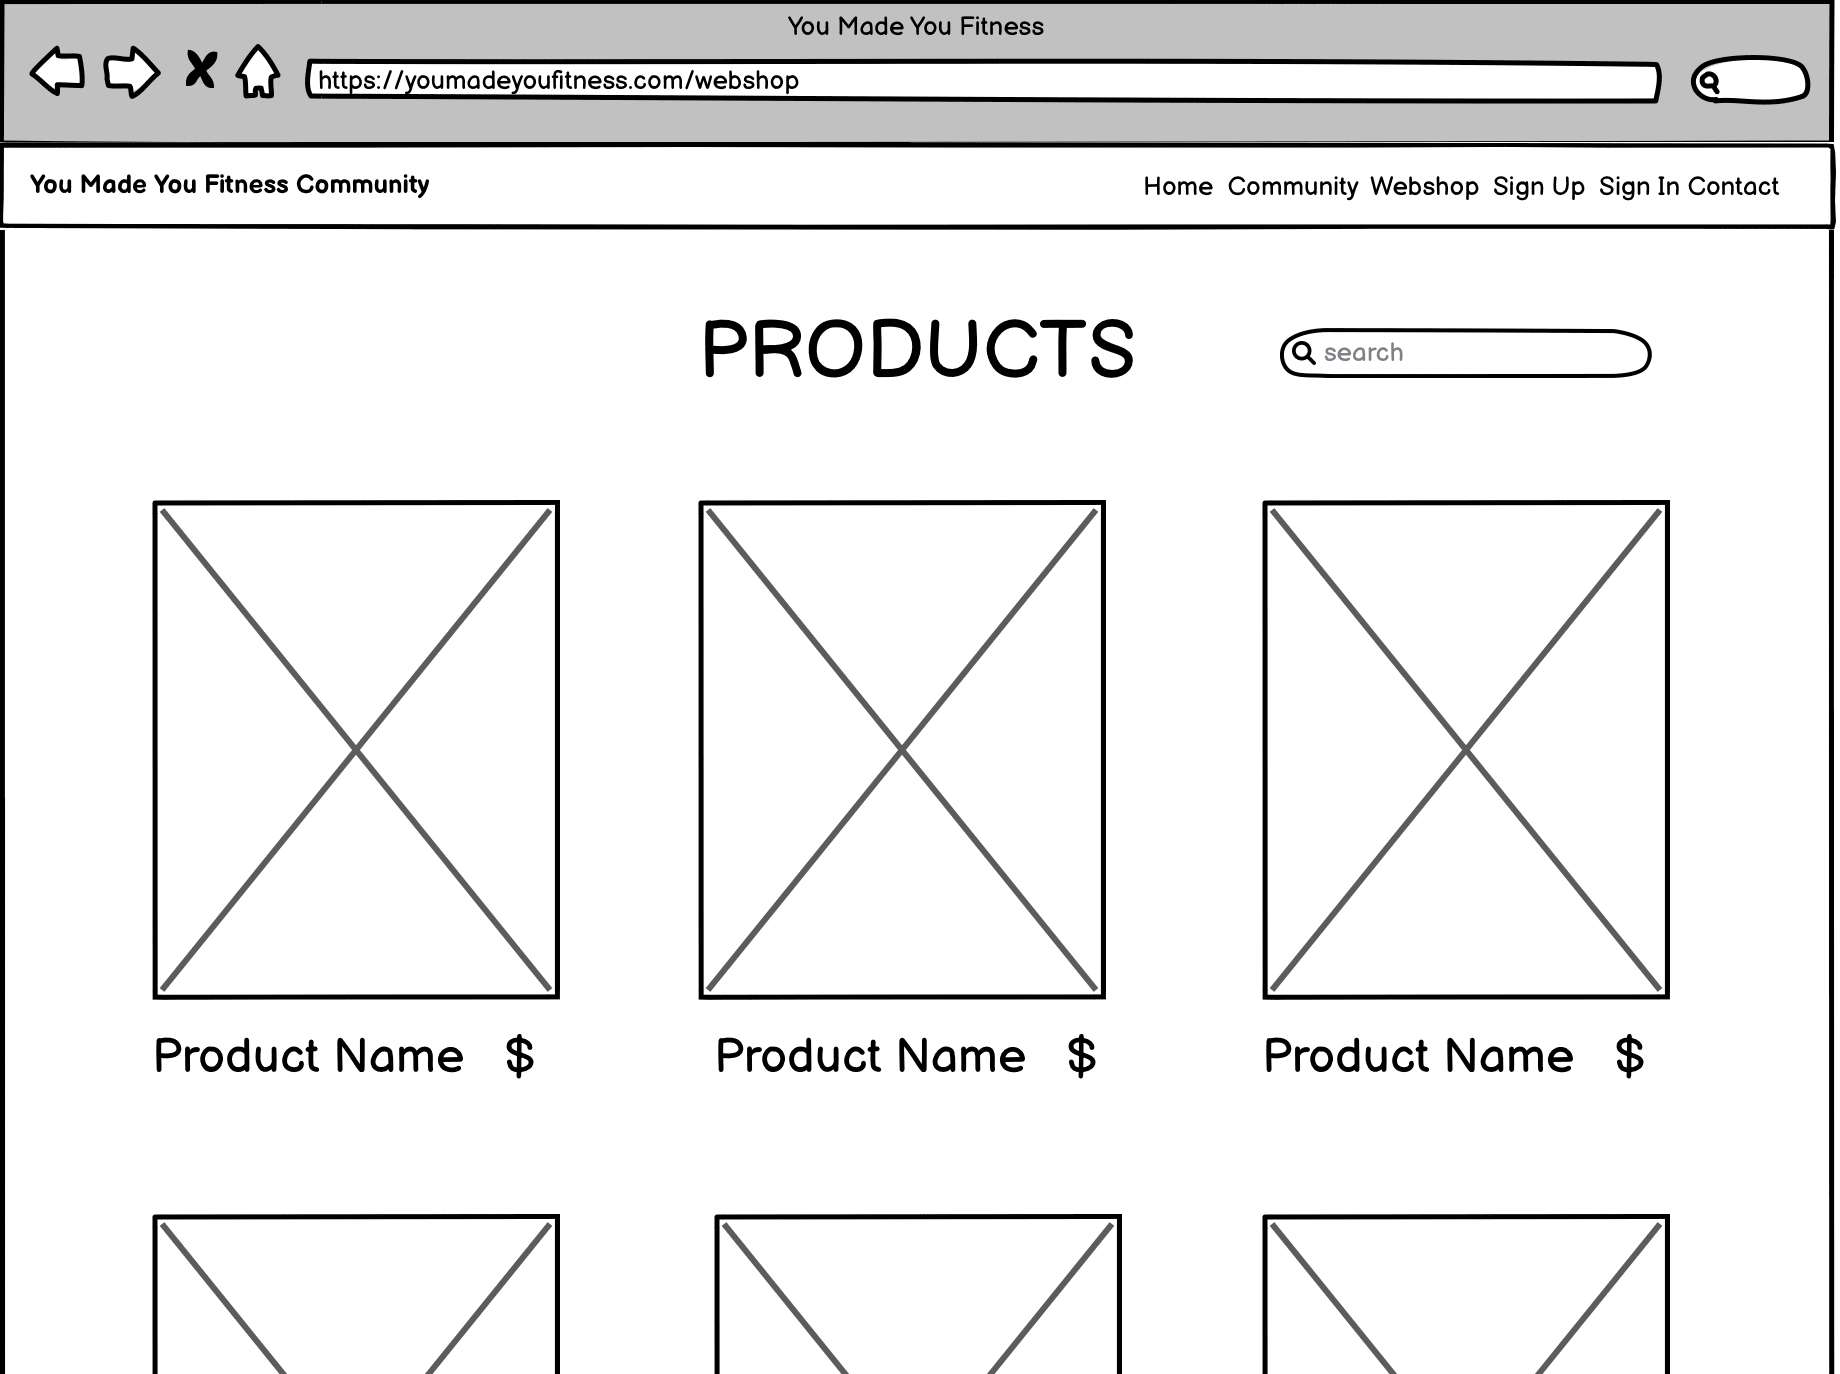 You Made You Fitness
https://youmadeyoufitness.com/webshop
You Made You Fitness Community Home Community Webshop Sign Up Sign In Contact
PRODUCTS search
Product Name $ Product Name $ Product Name $